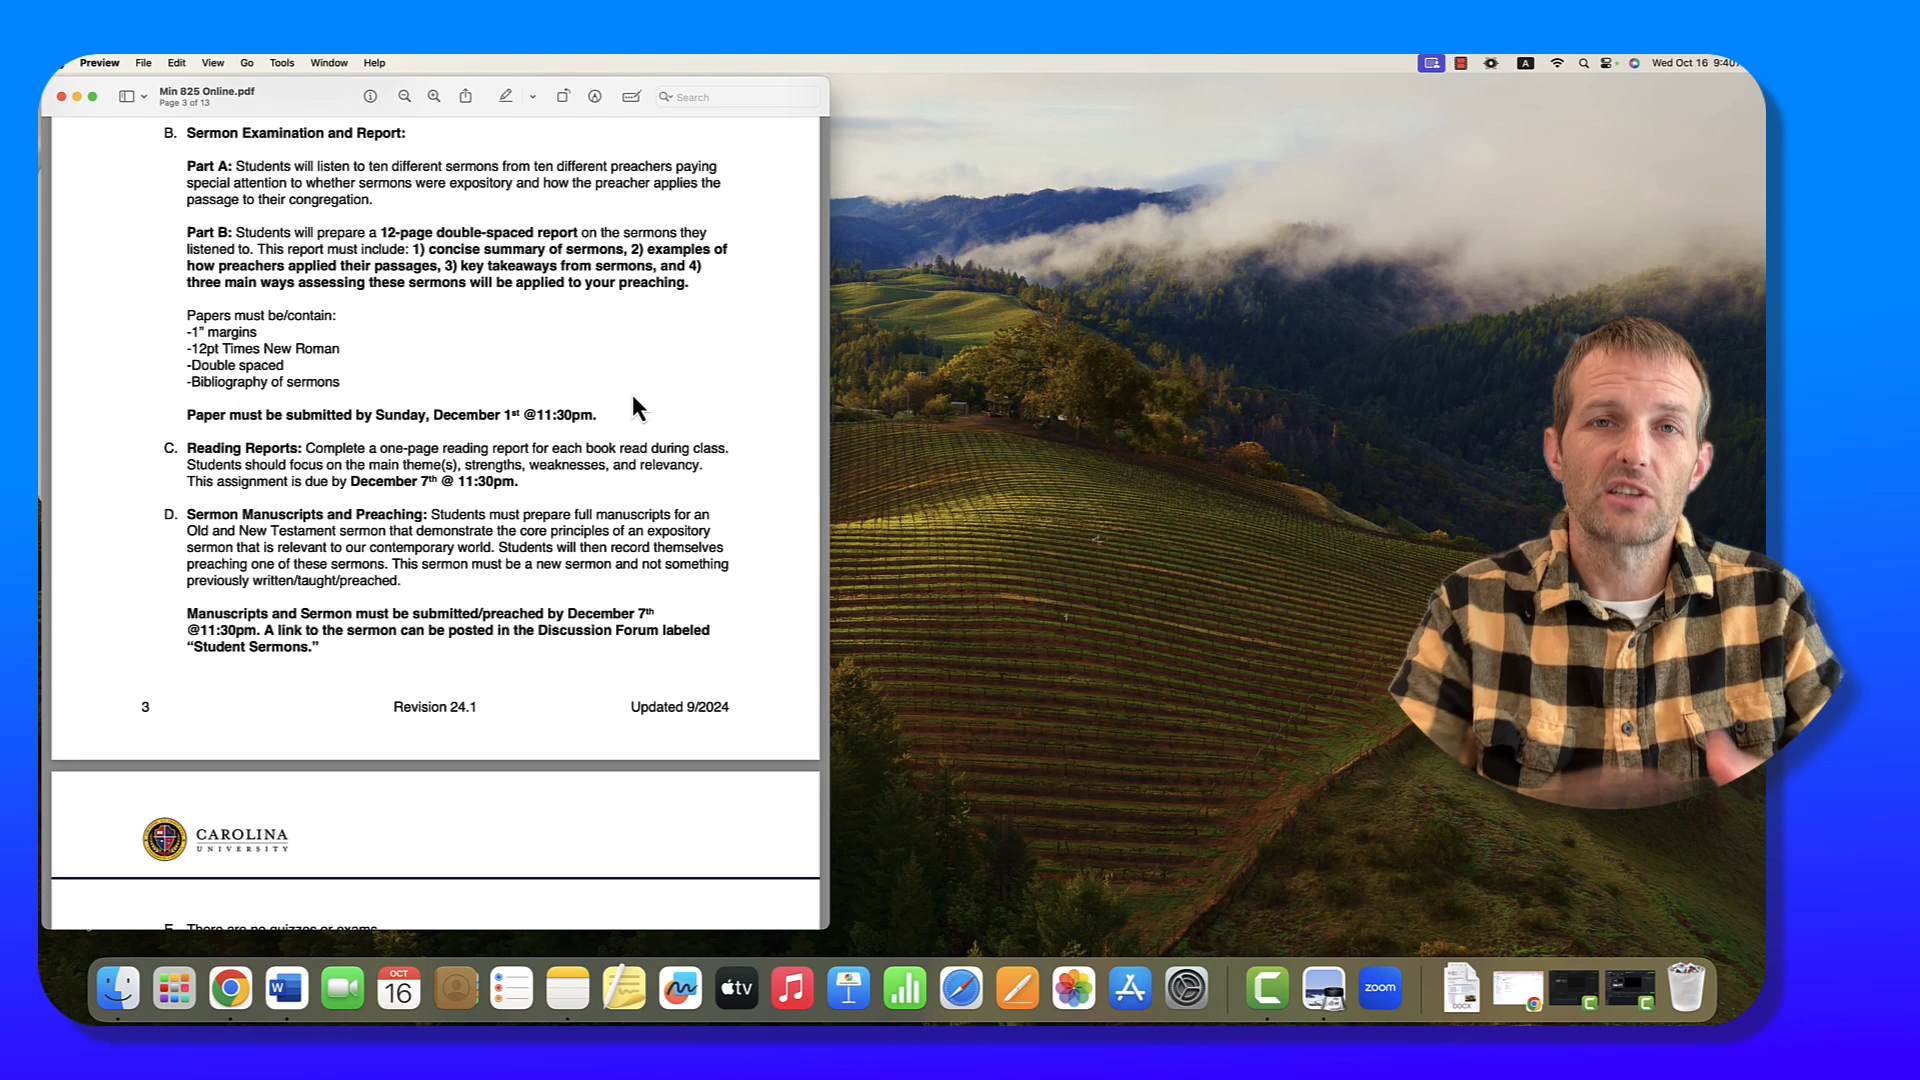 Preview File Edit View Go Tools Window Help
A Wed Oct 16 9:40
Min 825 Online.pdf
Page 3 of 13
Search
B. Sermon Examination and Report:
Part A: Students will listen to ten different sermons from ten different preachers paying
special attention to whether sermons were expository and how the preacher applies the
passage to their congregation.
Part B: Students will prepare a 12-page double-spaced report on the sermons they
listened to. This report must include: 1) concise summary of sermons, 2) examples of
how preachers applied their passages, 3) key takeaways from sermons, and 4)
three main ways assessing these sermons will be applied to your preaching.
Papers must be/contain:
-1” margins
-12pt Times New Roman
-Double spaced
-Bibliography of sermons
Paper must be submitted by Sunday, December 1st @11:30pm.
C. Reading Reports: Complete a one-page reading report for each book read during class.
Students should focus on the main theme(s), strengths, weaknesses, and relevancy.
This assignment is due by December 7th @ 11:30pm.
D. Sermon Manuscripts and Preaching: Students must prepare full manuscripts for an
Old and New Testament sermon that demonstrate the core principles of an expository
sermon that is relevant to our contemporary world. Students will then record themselves
preaching one of these sermons. This sermon must be a new sermon and not something
previously written/taught/preached.
Manuscripts and Sermon must be submitted/preached by December 7th
@11:30pm. A link to the sermon can be posted in the Discussion Forum labeled
“Student Sermons.”
3 Revision 24.1 Updated 9/2024
CAROLINA
UNIVERSITY
E. There are no quizzes or exams
W OCT 16 tv zoom DOCX